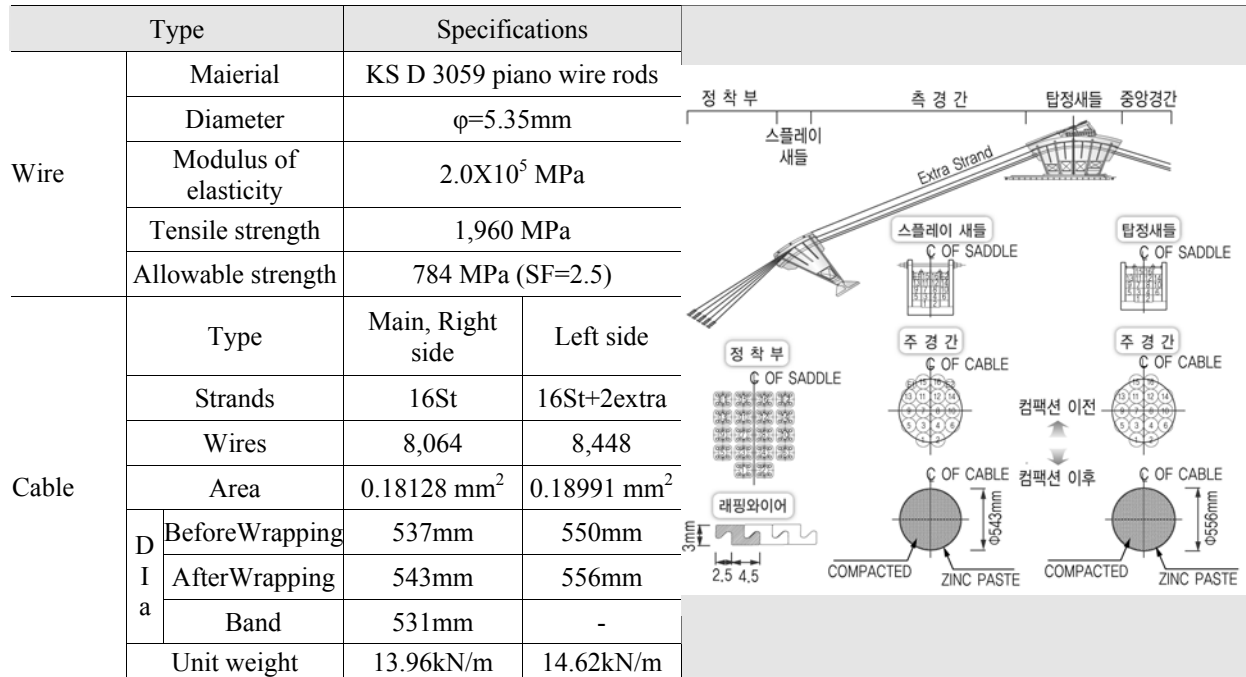 Type Specifications
Wire
Maierial KS D 3059 piano wire rods
Diameter φ=5.35mm
Modulus of
elasticity
2.0X10⁵ MPa
Tensile strength 1,960 MPa
Allowable strength 784 MPa (SF=2.5)
Cable
Type
Main, Right
side
Left side
Strands 16St 16St+2extra
Wires 8,064 8,448
Area 0.18128 mm² 0.18991 mm²
D
I
a
BeforeWrapping 537mm 550mm
AfterWrapping 543mm 556mm
Band 531mm -
Unit weight 13.96kN/m 14.62kN/m
정 착 부 측 경 간 탑정새들 중앙경간
스플레이
새들
Extra Strand
스플레이 새들 탑정새들
℄ OF SADDLE ℄ OF SADDLE
정 착 부 주 경 간 주 경 간
℄ OF SADDLE ℄ OF CABLE ℄ OF CABLE
컴팩션 이전
컴팩션 이후
℄ OF CABLE ℄ OF CABLE
래핑와이어
3mm
2.5 4.5
Φ543mm Φ556mm
COMPACTED ZINC PASTE COMPACTED ZINC PASTE